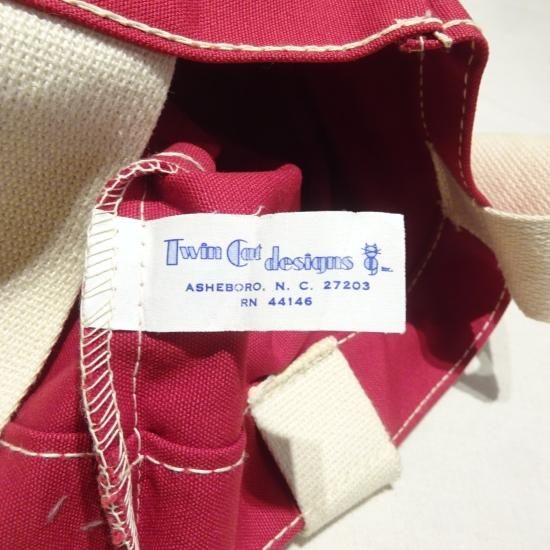 Twin Cat designs inc.
ASHEBORO, N. C. 27203
RN 44146